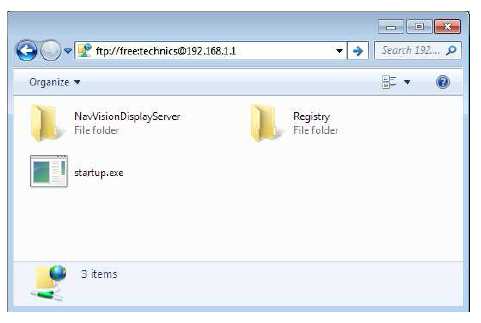 ftp://free:technics@192.168.1.1
Search 192....
Organize
NavVisionDisplayServer
File folder
Registry
File folder
startup.exe
3 items